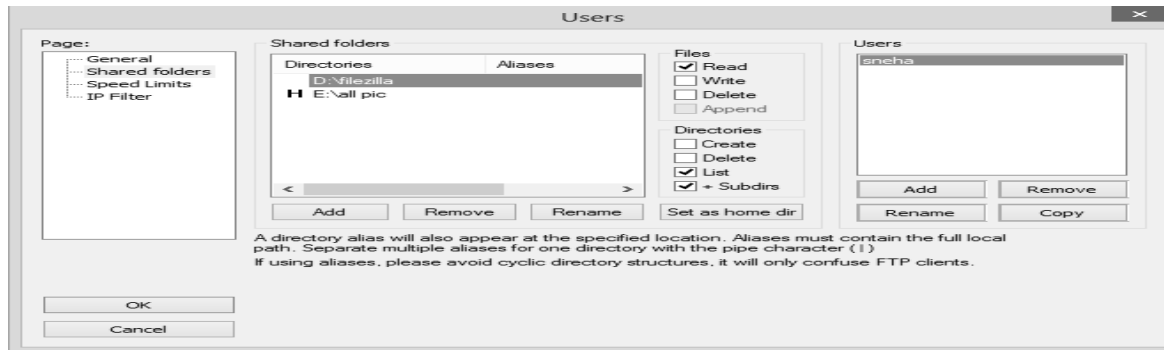 Users
Page:
General
Shared folders
Speed Limits
IP Filter
Shared folders
Directories Aliases
D:\filezilla
H E:\all pic
Add Remove Rename
Files
Read
Write
Delete
Append
Directories
Create
Delete
List
+ Subdirs
Set as home dir
Users
sneha
Add Remove
Rename Copy
A directory alias will also appear at the specified location. Aliases must contain the full local
path. Separate multiple aliases for one directory with the pipe character (|)
If using aliases, please avoid cyclic directory structures, it will only confuse FTP clients.
OK
Cancel